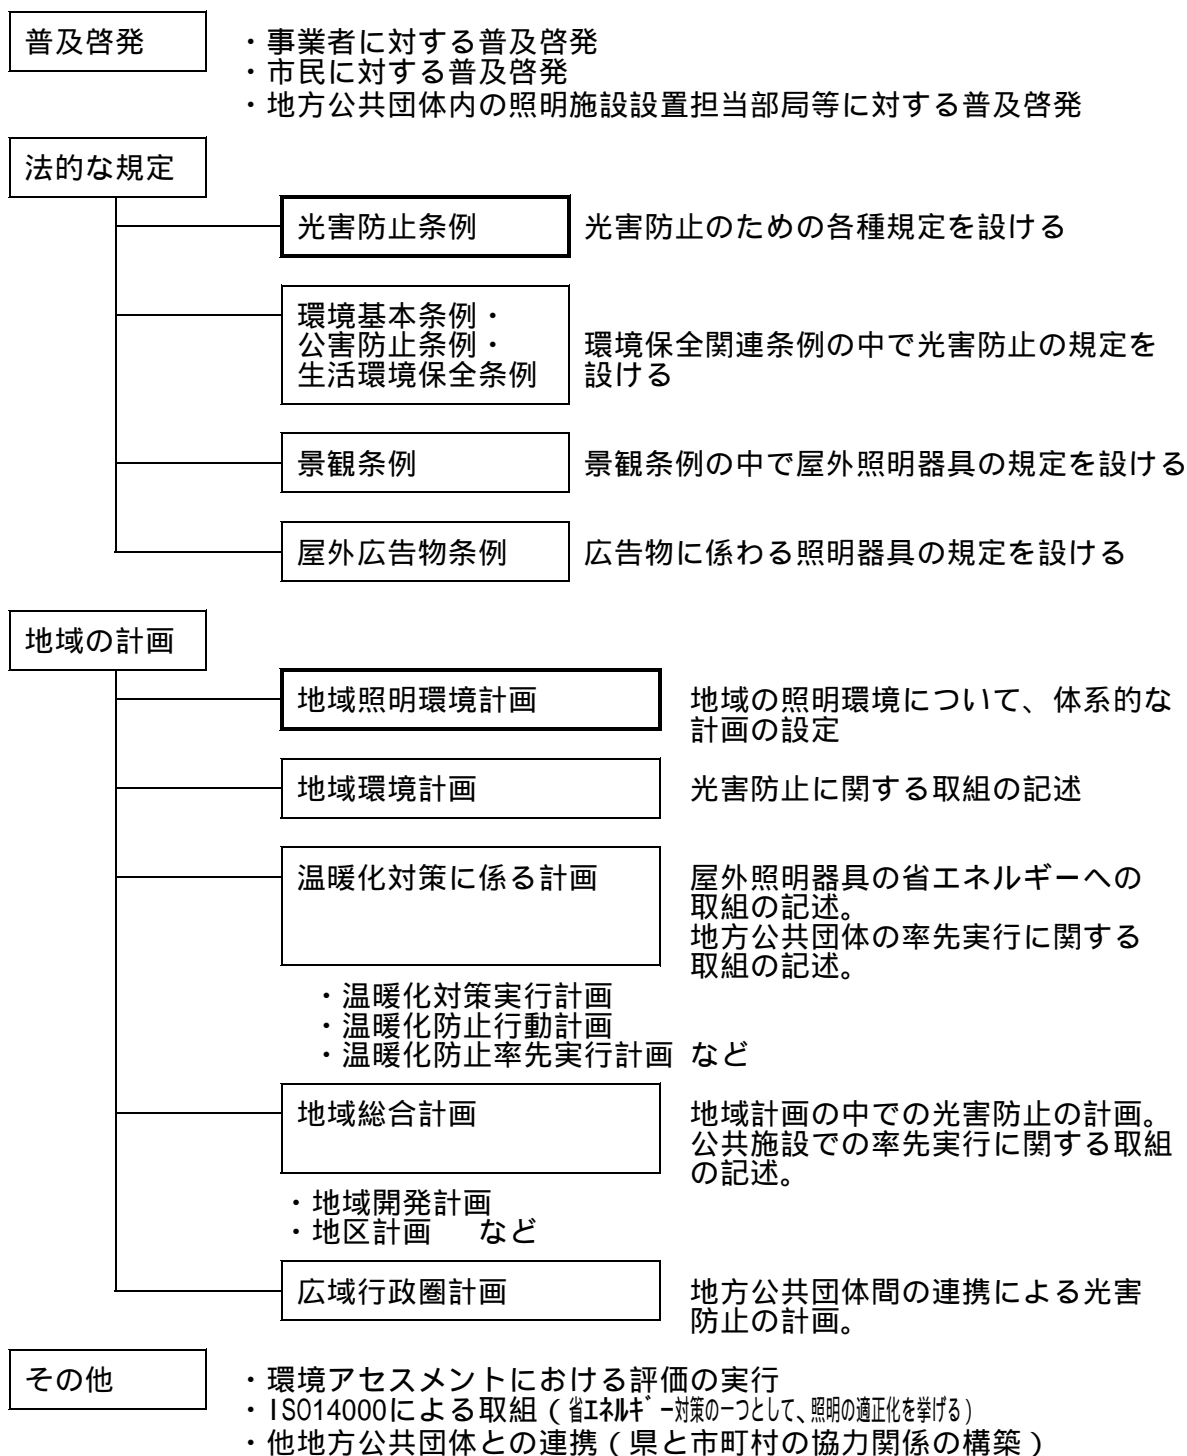 普及啓発
・事業者に対する普及啓発
・市民に対する普及啓発
・地方公共団体内の照明施設設置担当部局等に対する普及啓発
法的な規定
光害防止条例
光害防止のための各種規定を設ける
環境基本条例・
公害防止条例・
生活環境保全条例
環境保全関連条例の中で光害防止の規定を
設ける
景観条例
景観条例の中で屋外照明器具の規定を設ける
屋外広告物条例
広告物に係わる照明器具の規定を設ける
地域の計画
地域照明環境計画
地域の照明環境について、体系的な
計画の設定
地域環境計画
光害防止に関する取組の記述
温暖化対策に係る計画
屋外照明器具の省エネルギーへの
取組の記述。
地方公共団体の率先実行に関する
取組の記述。
・温暖化対策実行計画
・温暖化防止行動計画
・温暖化防止率先実行計画 など
地域総合計画
地域計画の中での光害防止の計画。
公共施設での率先実行に関する取組
の記述。
・地域開発計画
・地区計画 など
広域行政圏計画
地方公共団体間の連携による光害
防止の計画。
その他
・環境アセスメントにおける評価の実行
・ISO14000による取組（省ｴﾈﾙｷﾞｰ対策の一つとして、照明の適正化を挙げる）
・他地方公共団体との連携（県と市町村の協力関係の構築）